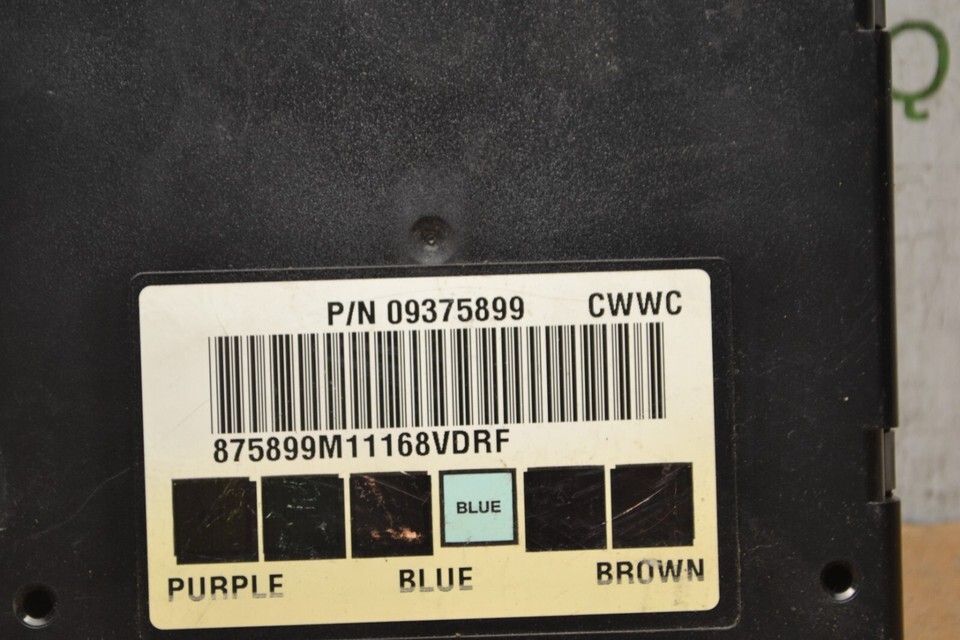 Q
P/N 09375899 CWWC
875899M11168VDRF
BLUE
PURPLE BLUE BROWN